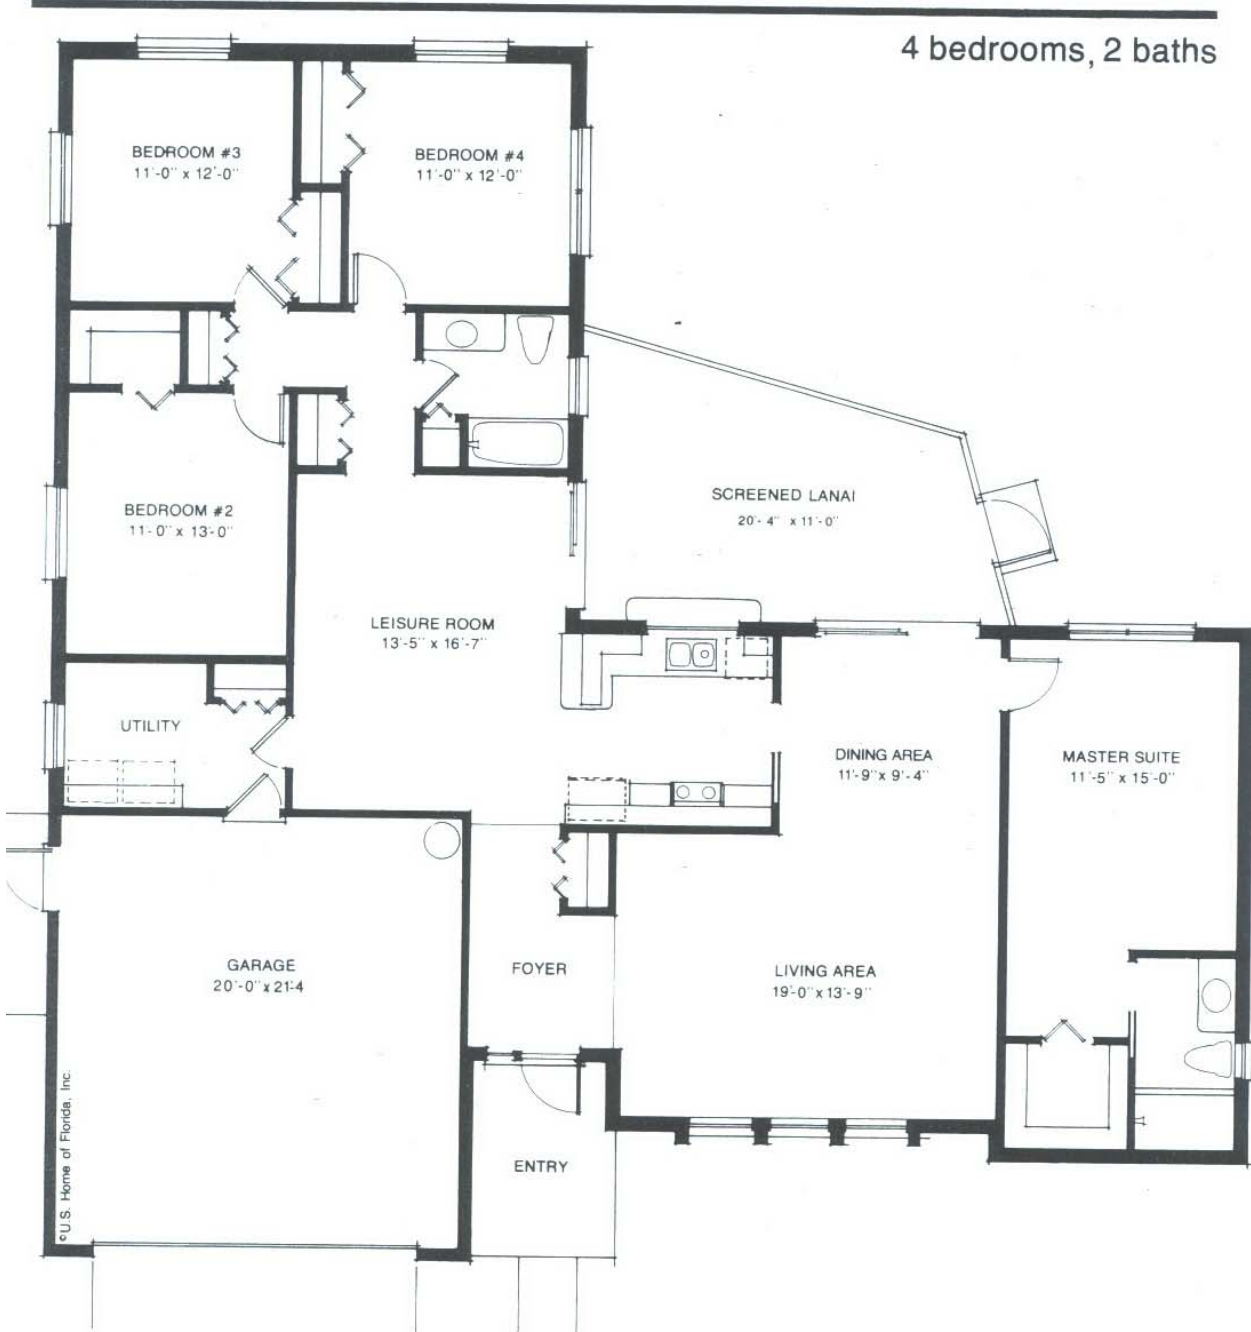 4 bedrooms, 2 baths
BEDROOM #3
11'-0" x 12'-0"
BEDROOM #4
11'-0" x 12'-0"
BEDROOM #2
11'-0" x 13'-0"
SCREENED LANAI
20'-4" x 11'-0"
LEISURE ROOM
13'-5" x 16'-7"
UTILITY
DINING AREA
11'-9" x 9'-4"
MASTER SUITE
11'-5" x 15'-0"
GARAGE
20'-0" x 21'-4
FOYER
LIVING AREA
19'-0" x 13'-9"
ENTRY
© U.S. Home of Florida, Inc.